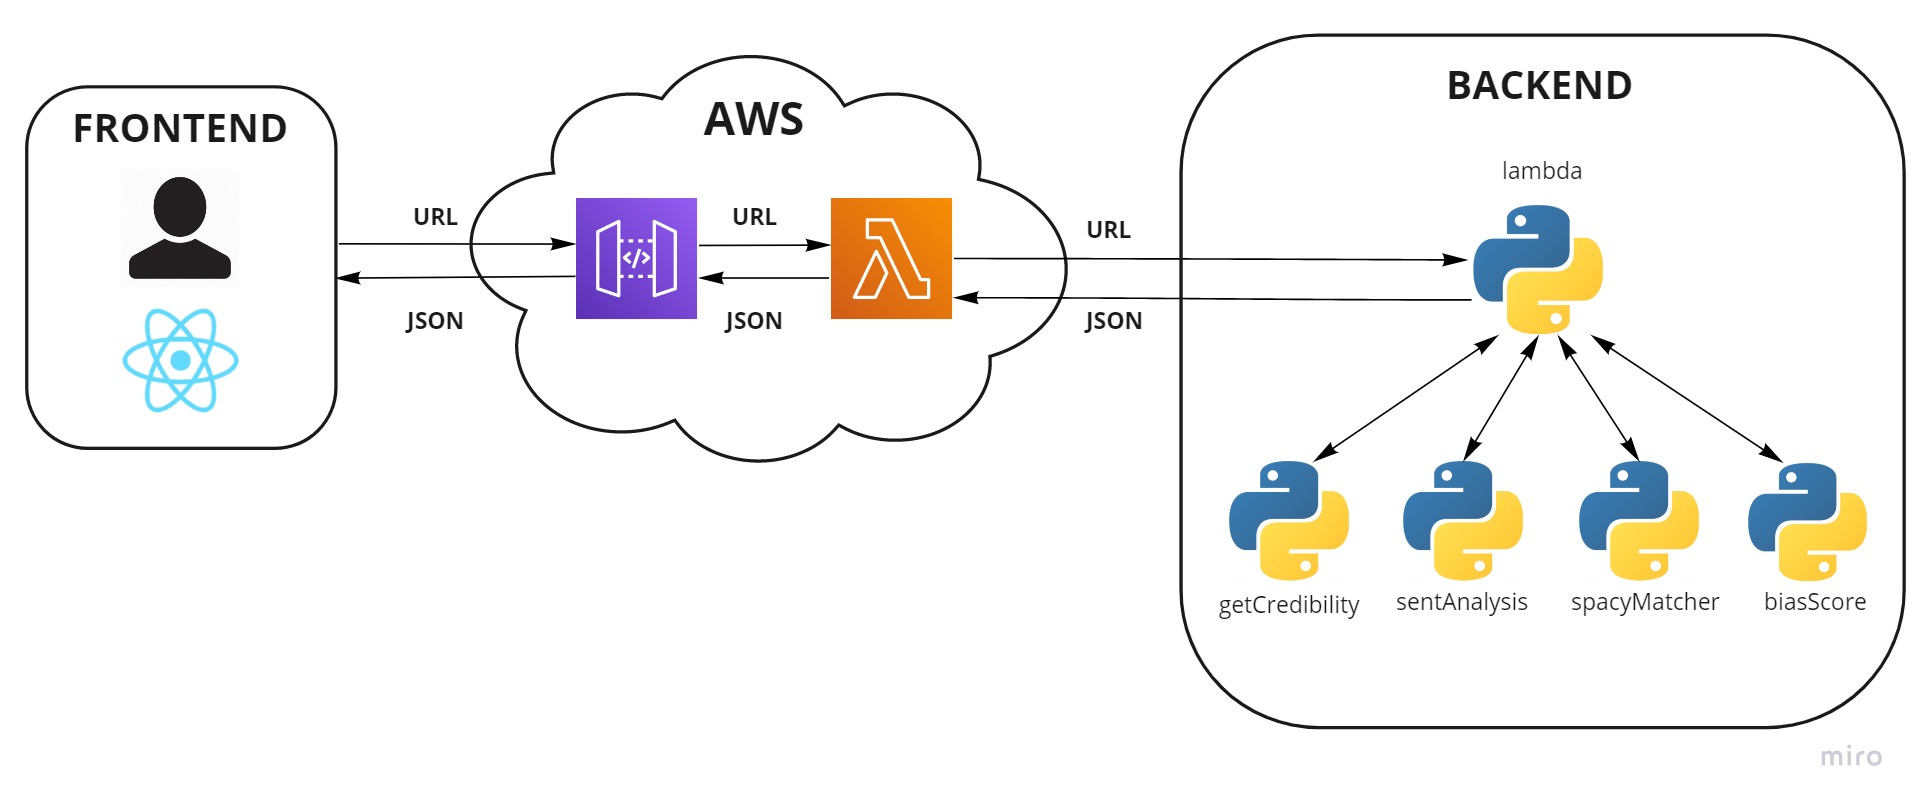 FRONTEND
AWS
BACKEND
lambda
URL
URL
URL
</>
JSON
JSON
JSON
getCredibility
sentAnalysis
spacyMatcher
biasScore
miro